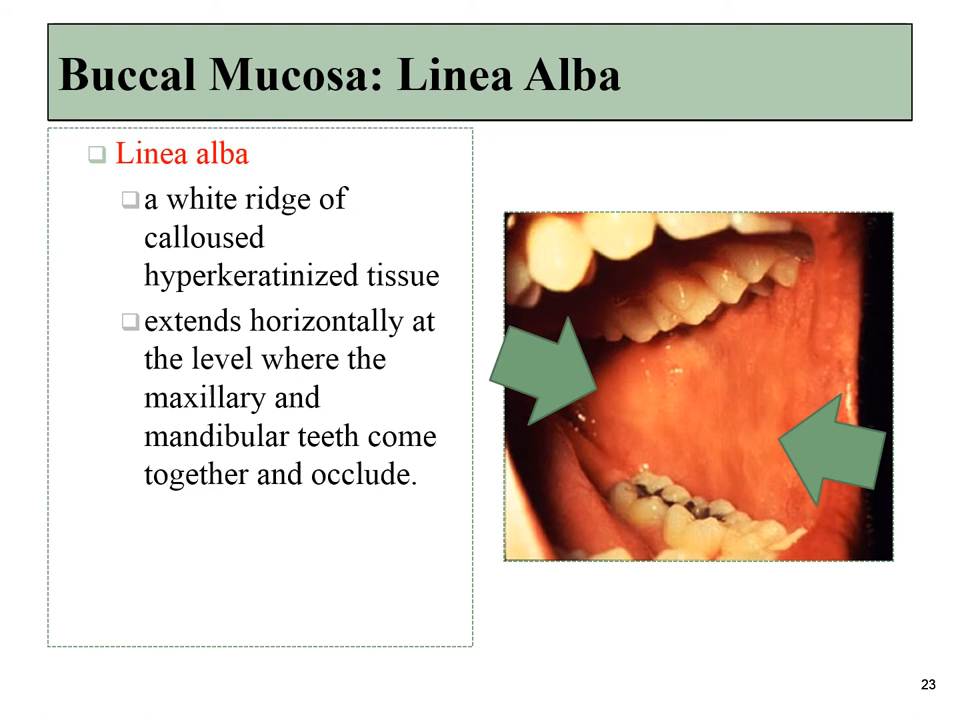 Buccal Mucosa: Linea Alba
Linea alba
a white ridge of
calloused
hyperkeratinized tissue
extends horizontally at
the level where the
maxillary and
mandibular teeth come
together and occlude.
23